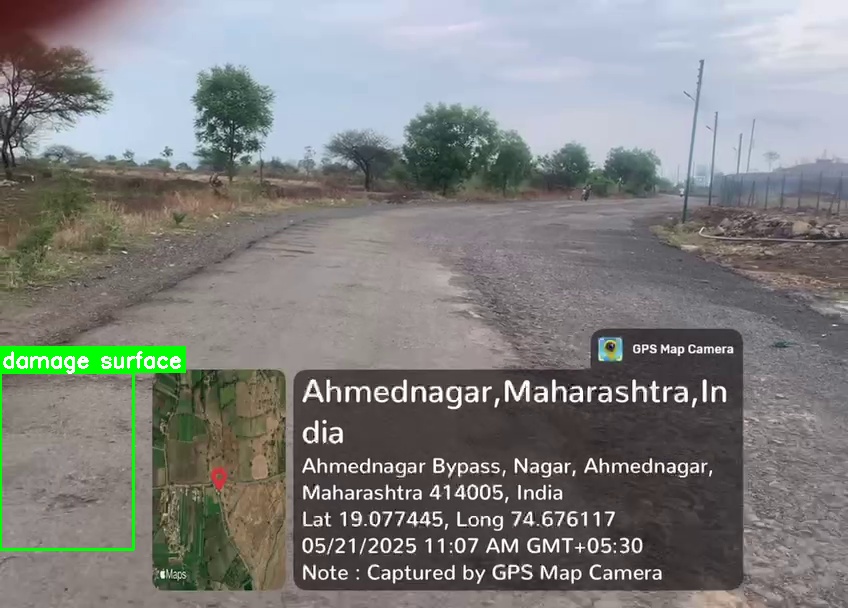 damage surface
GPS Map Camera
Ahmednagar,Maharashtra,In
dia
Ahmednagar Bypass, Nagar, Ahmednagar,
Maharashtra 414005, India
Lat 19.077445, Long 74.676117
05/21/2025 11:07 AM GMT+05:30
Note : Captured by GPS Map Camera
Maps